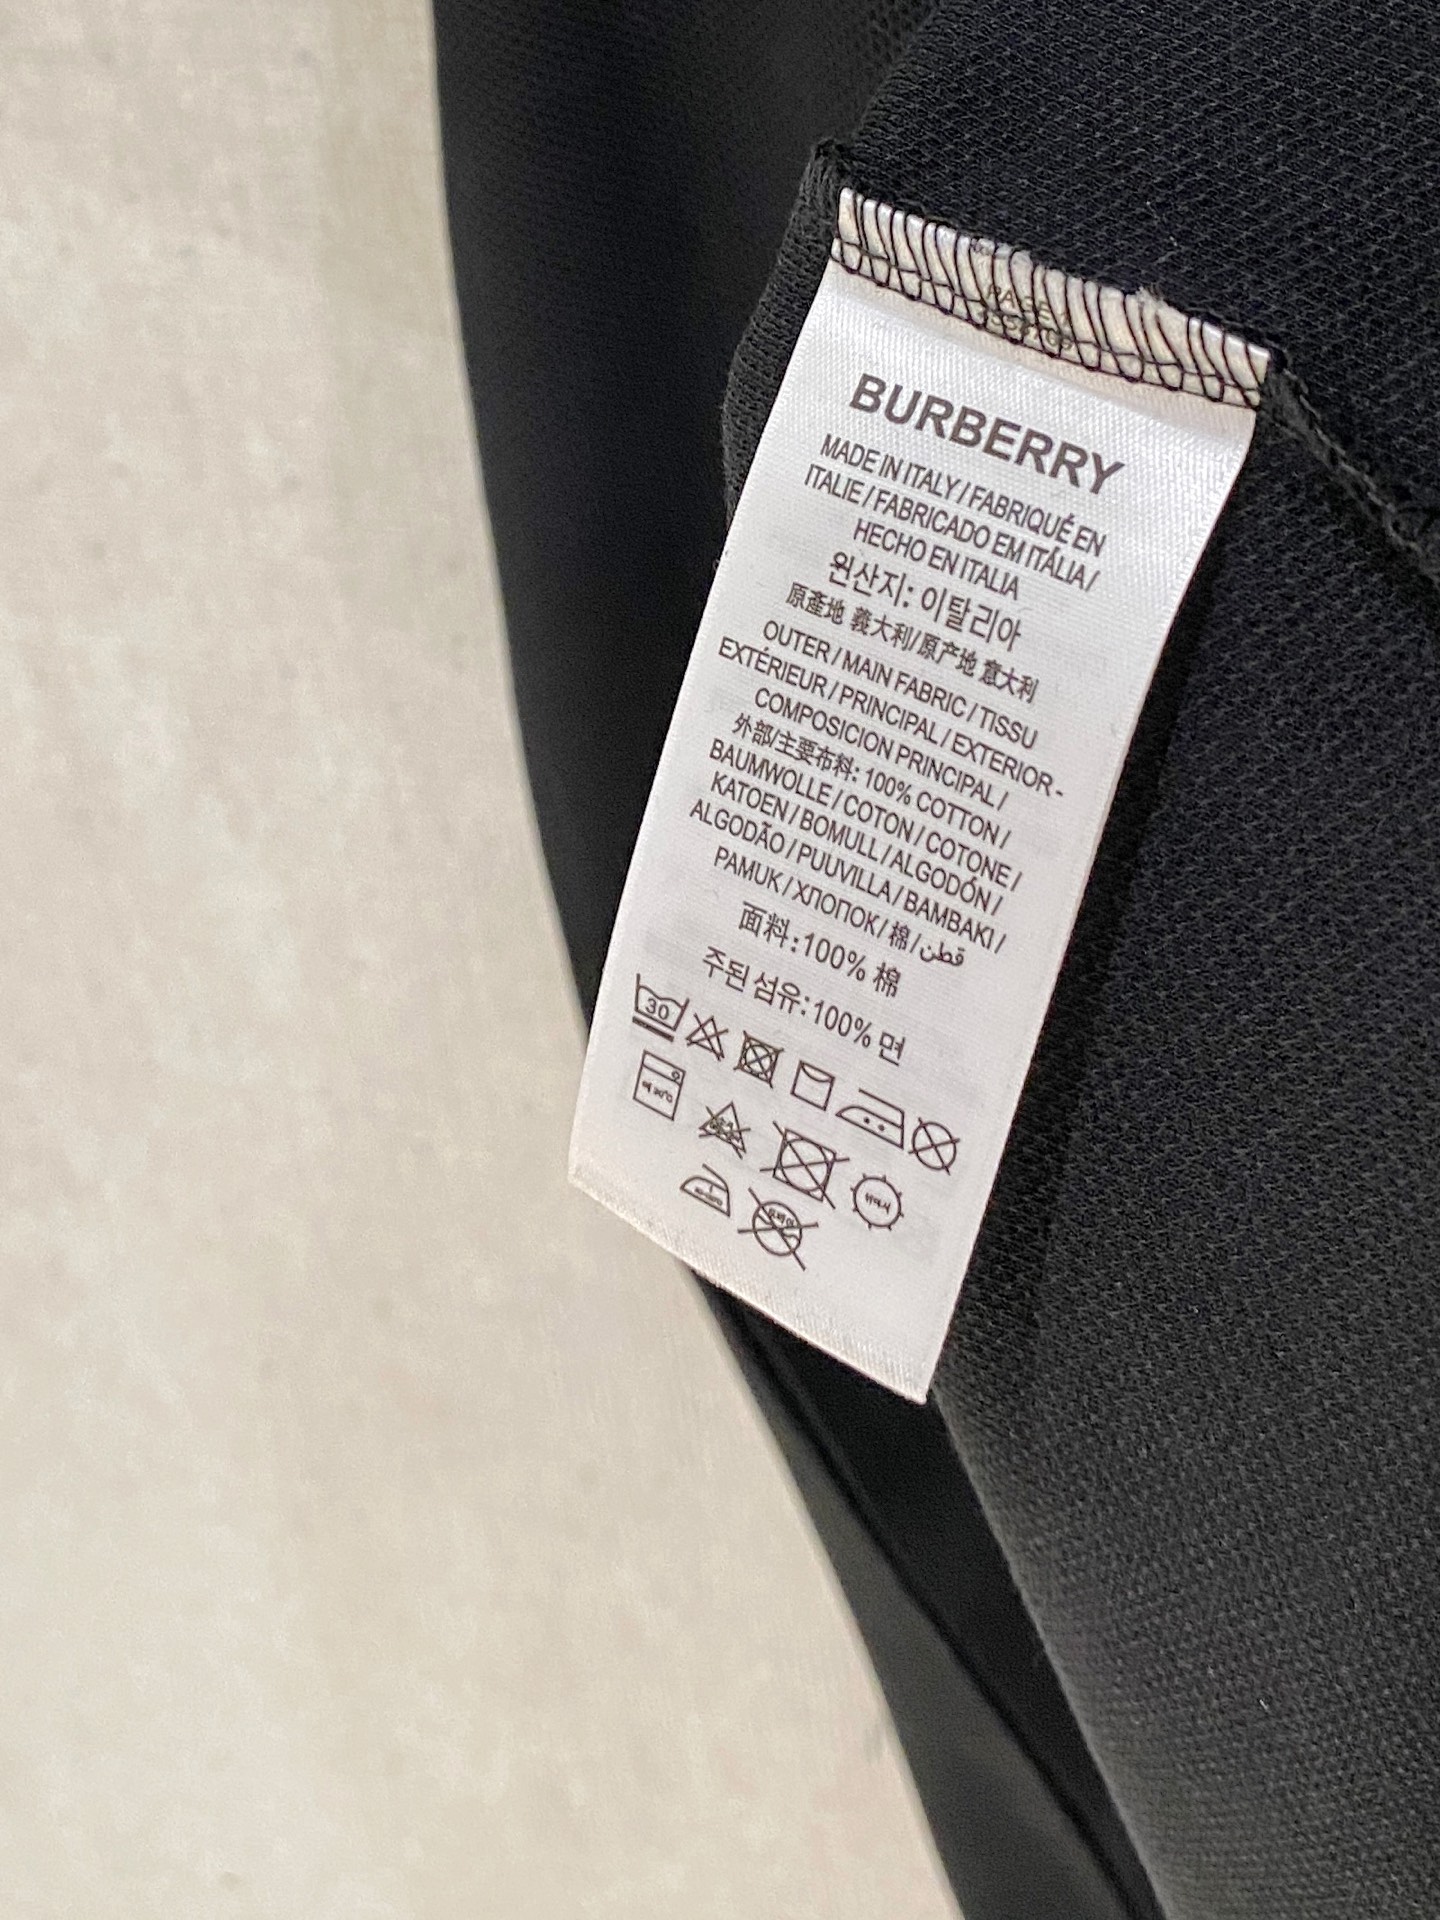 BURBERRY
MADE IN ITALY / FABRIQUÉ EN
ITALIE / FABRICADO EM ITÁLIA /
HECHO EN ITALIA
원산지: 이탈리아
原產地 義大利/原产地 意大利
OUTER / MAIN FABRIC / TISSU
EXTÉRIEUR / PRINCIPAL / EXTERIOR -
COMPOSICION PRINCIPAL /
外部/主要布料: 100% COTTON /
BAUMWOLLE / COTON / COTONE /
KATOEN / BOMULL / ALGODÓN /
ALGODÃO / PUUVILLA / BAMBAKI /
PAMUK / ХЛОПОК / 棉 / قطن
面料:100% 棉
주된 섬유:100% 면
30